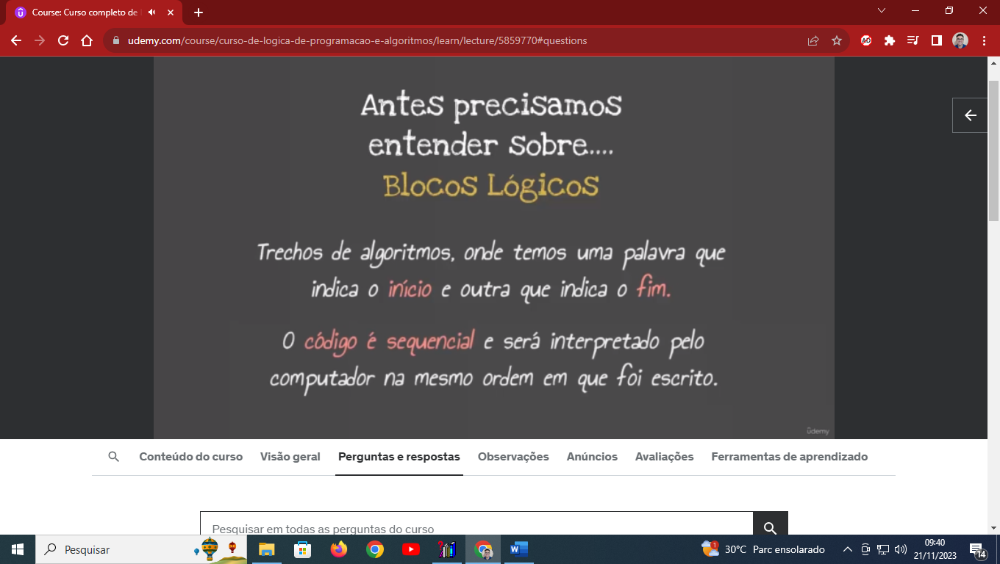 Course: Curso completo de
udemy.com/course/curso-de-logica-de-programacao-e-algoritmos/learn/lecture/5859770#questions
Antes precisamos
entender sobre....
Blocos Lógicos
Trechos de algoritmos, onde temos uma palavra que
indica o início e outra que indica o fim.
O código é sequencial e será interpretado pelo
computador na mesmo ordem em que foi escrito.
ûdemy
Conteúdo do curso Visão geral Perguntas e respostas Observações Anúncios Avaliações Ferramentas de aprendizado
Pesquisar em todas as perguntas do curso
Pesquisar
1 30°C Parc ensolarado
09:40
21/11/2023
14